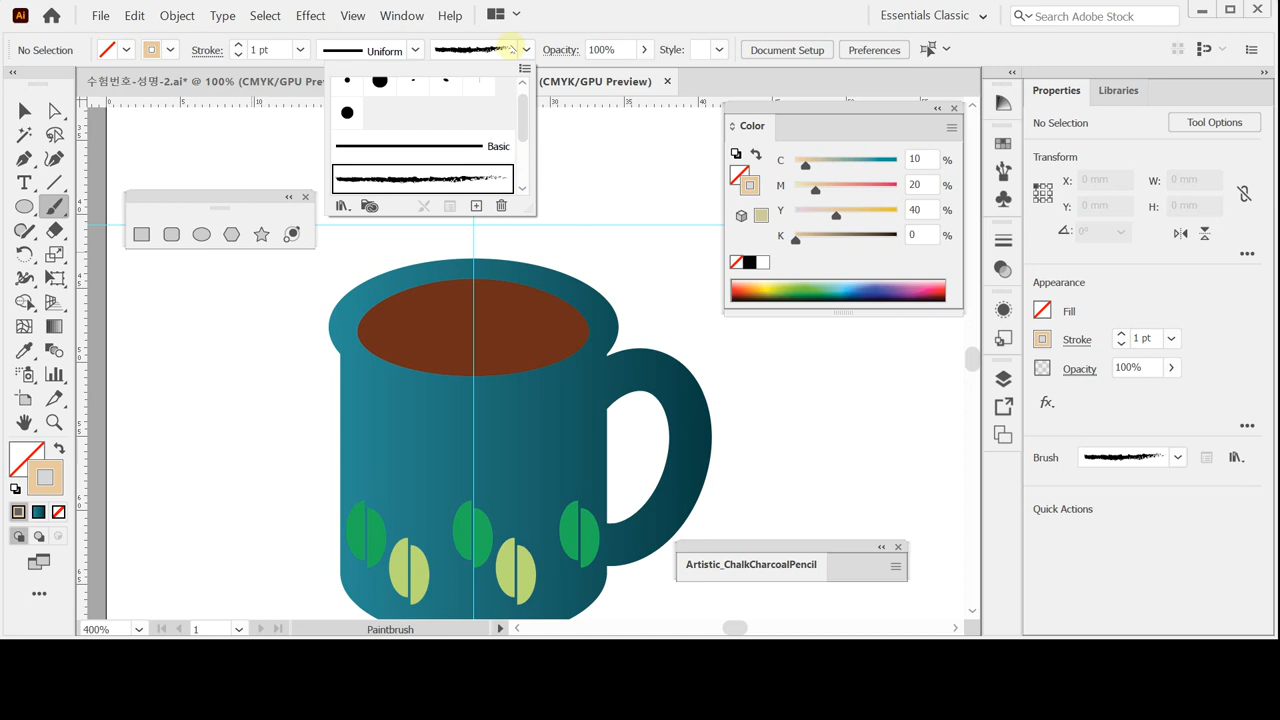 Ai File Edit Object Type Select Effect View Window Help Essentials Classic Search Adobe Stock
No Selection Stroke: 1 pt Uniform Opacity: 100% Style: Document Setup Preferences
수험번호-성명-2.ai* @ 100% (CMYK/GPU Pre (CMYK/GPU Preview)
Basic
Color
C 10 %
M 20 %
Y 40 %
K 0 %
Artistic_ChalkCharcoalPencil
400% 1 Paintbrush
Properties Libraries
No Selection Tool Options
Transform
X: 0 mm W: 0 mm
Y: 0 mm H: 0 mm
0°
Appearance
Fill
Stroke 1 pt
Opacity 100%
fx
Brush
Quick Actions